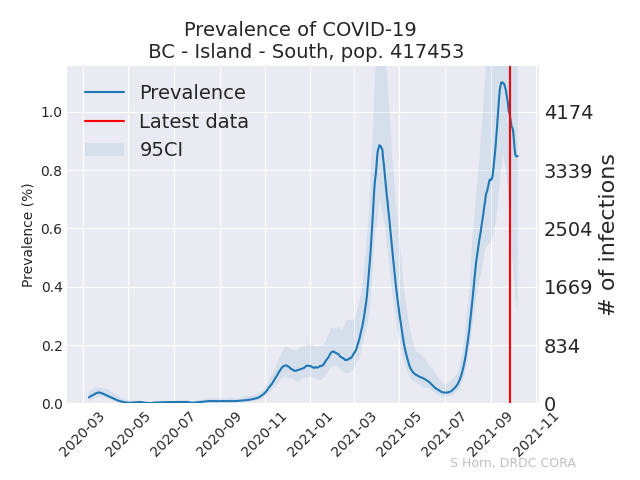 Prevalence of COVID-19
BC - Island - South, pop. 417453
Prevalence
Latest data
95CI
Prevalence (%)
1.0
0.8
0.6
0.4
0.2
0.0
4174
3339
2504
1669
834
0
# of infections
2020-03
2020-05
2020-07
2020-09
2020-11
2021-01
2021-03
2021-05
2021-07
2021-09
2021-11
S Horn, DRDC CORA